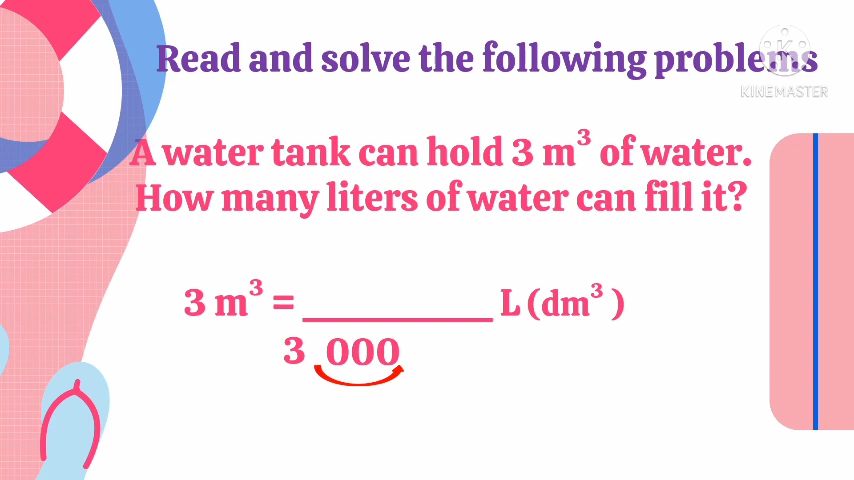 Read and solve the following problems
KINEMASTER
A water tank can hold 3 m³ of water.
How many liters of water can fill it?
3 m³ = __________ L (dm³ )
3 000